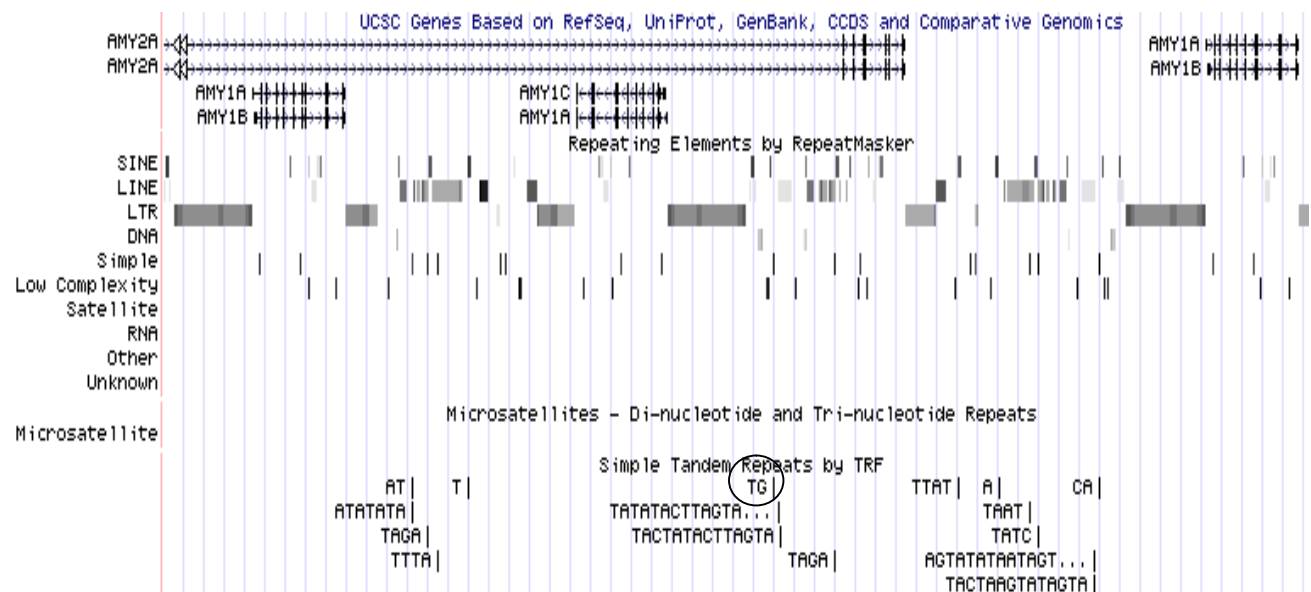 UCSC Genes Based on RefSeq, UniProt, GenBank, CCDS and Comparative Genomics
AMY2A AMY1A
AMY2A AMY1B
AMY1A AMY1C
AMY1B AMY1A
Repeating Elements by RepeatMasker
SINE
LINE
LTR
DNA
Simple
Low Complexity
Satellite
RNA
Other
Unknown
Microsatellites - Di-nucleotide and Tri-nucleotide Repeats
Microsatellite
Simple Tandem Repeats by TRF
AT T TG TTAT A CA
ATATATA TATATACTTAGTA... TAAT
TAGA TACTATACTTAGTA TATC
TTTA TAGA AGTATATAATAGT...
TACTAAGTATAGTA